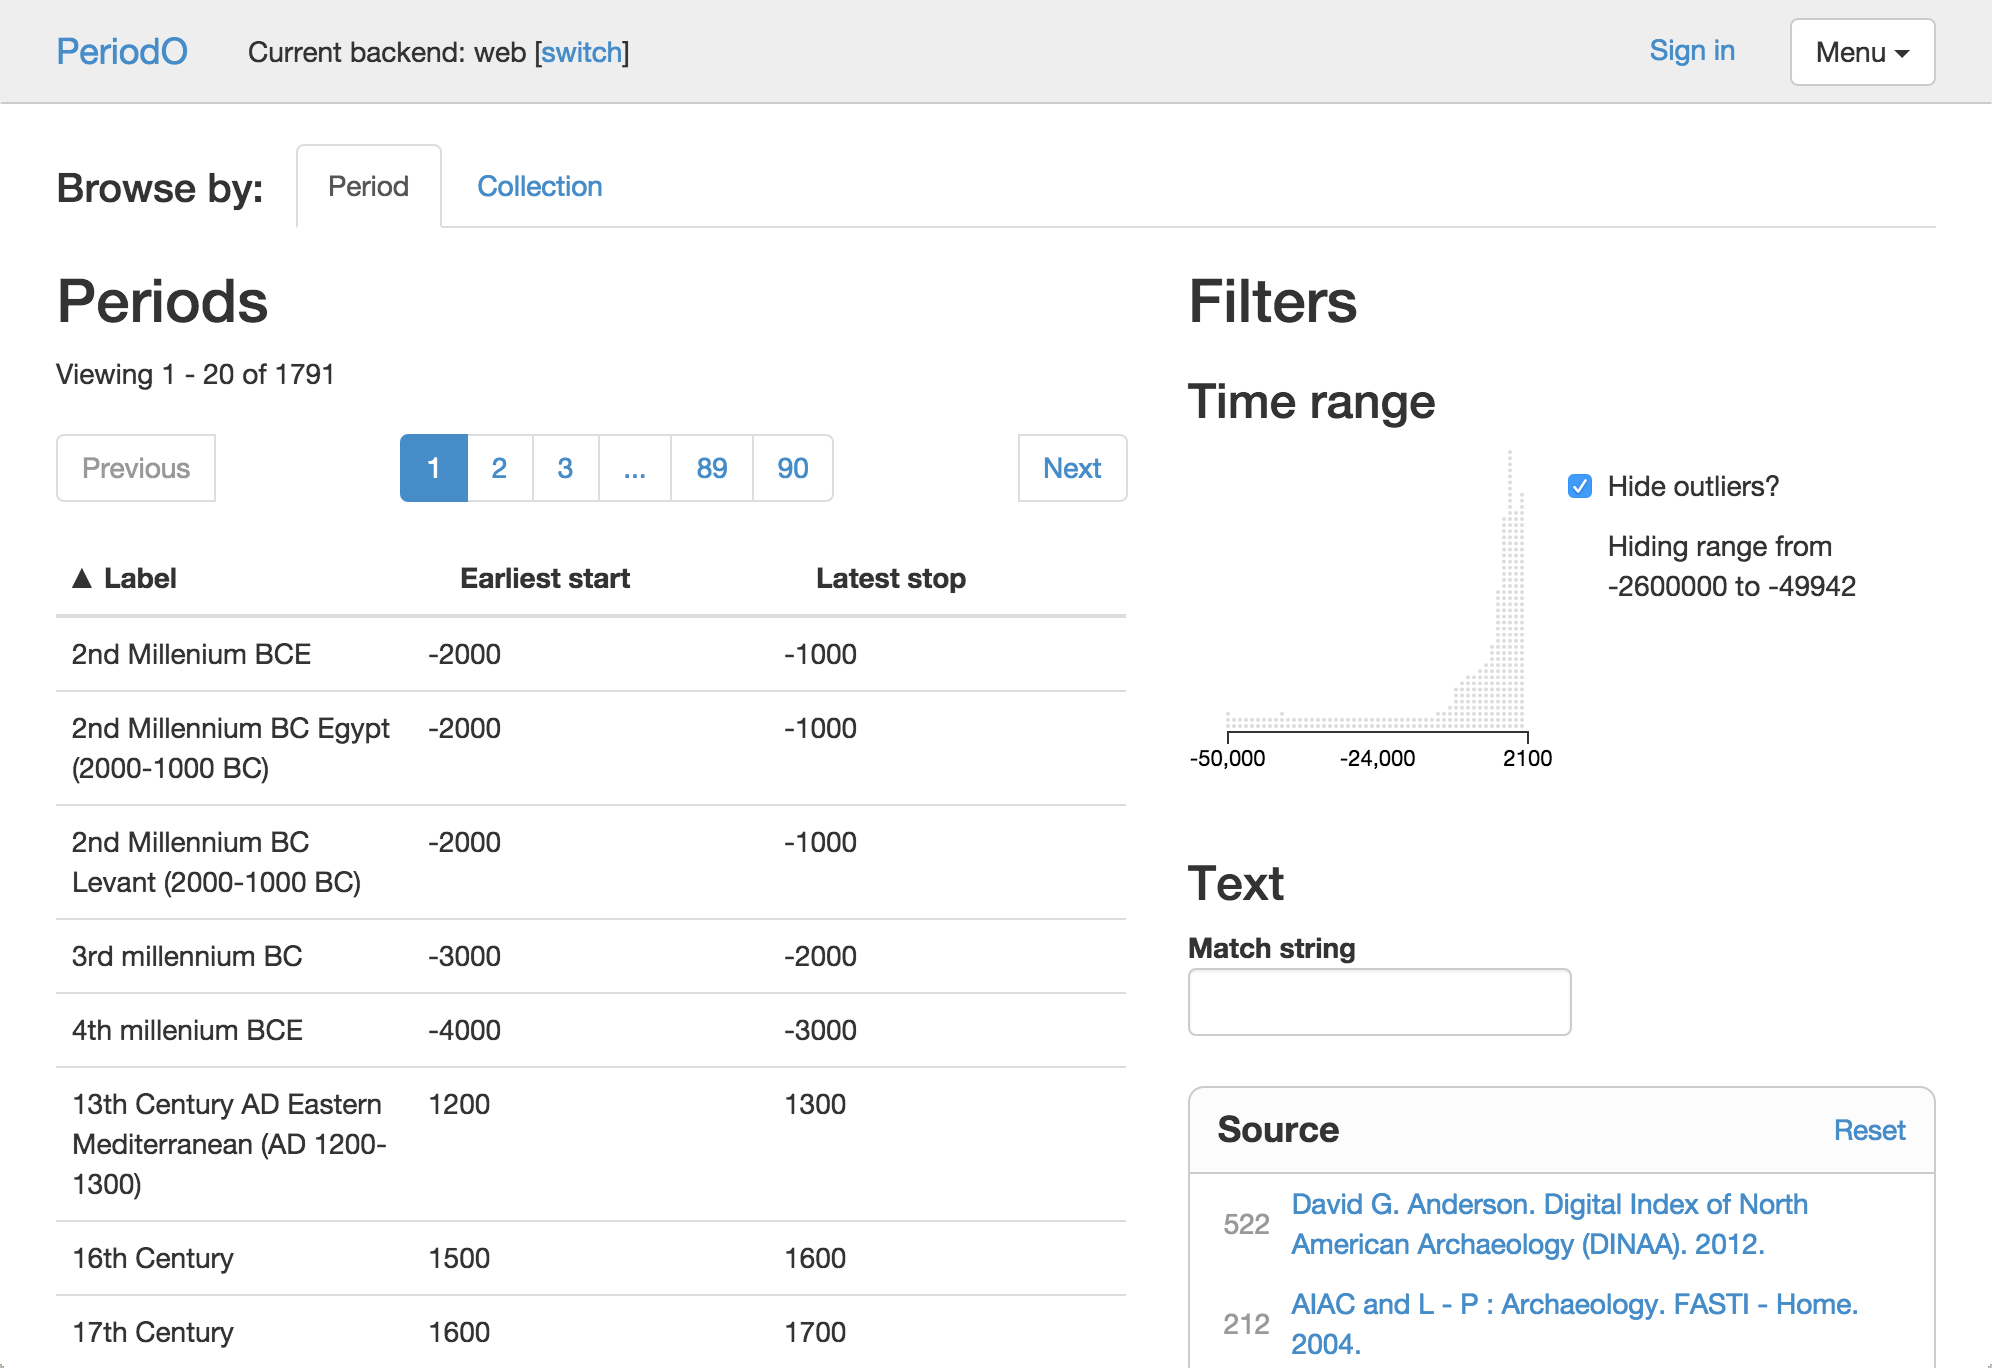 PeriodO
Current backend: web [switch]
Sign in
Menu
Browse by:
Period
Collection
Periods
Viewing 1 - 20 of 1791
Previous
1
2
3
...
89
90
Next
▲ Label
Earliest start
Latest stop
2nd Millenium BCE
-2000
-1000
2nd Millennium BC Egypt
(2000-1000 BC)
-2000
-1000
2nd Millennium BC
Levant (2000-1000 BC)
-2000
-1000
3rd millennium BC
-3000
-2000
4th millenium BCE
-4000
-3000
13th Century AD Eastern
Mediterranean (AD 1200-
1300)
1200
1300
16th Century
1500
1600
17th Century
1600
1700
Filters
Time range
Hide outliers?
Hiding range from
-2600000 to -49942
-50,000
-24,000
2100
Text
Match string
Source
Reset
522
David G. Anderson. Digital Index of North
American Archaeology (DINAA). 2012.
212
AIAC and L - P : Archaeology. FASTI - Home.
2004.